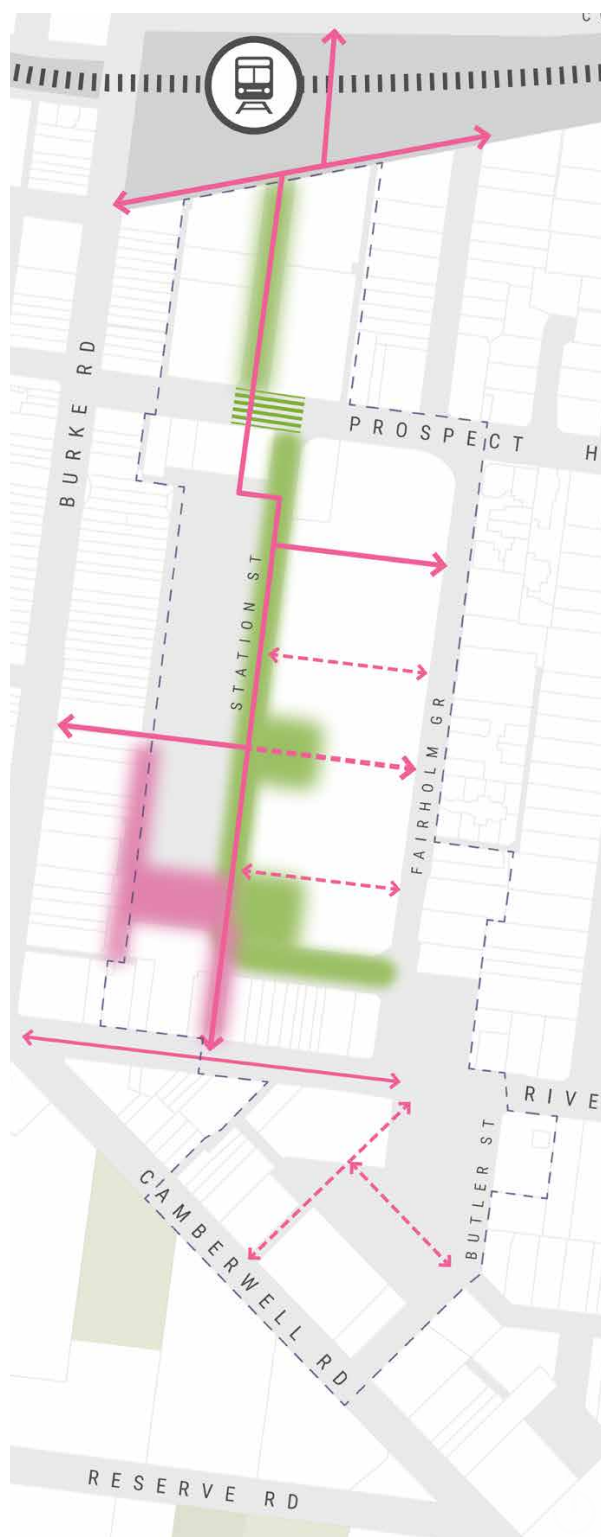 C
BURKE RD
PROSPECT H
STATION ST
FAIRHOLM GR
RIVE
BUTLER ST
CAMBERWELL RD
RESERVE RD